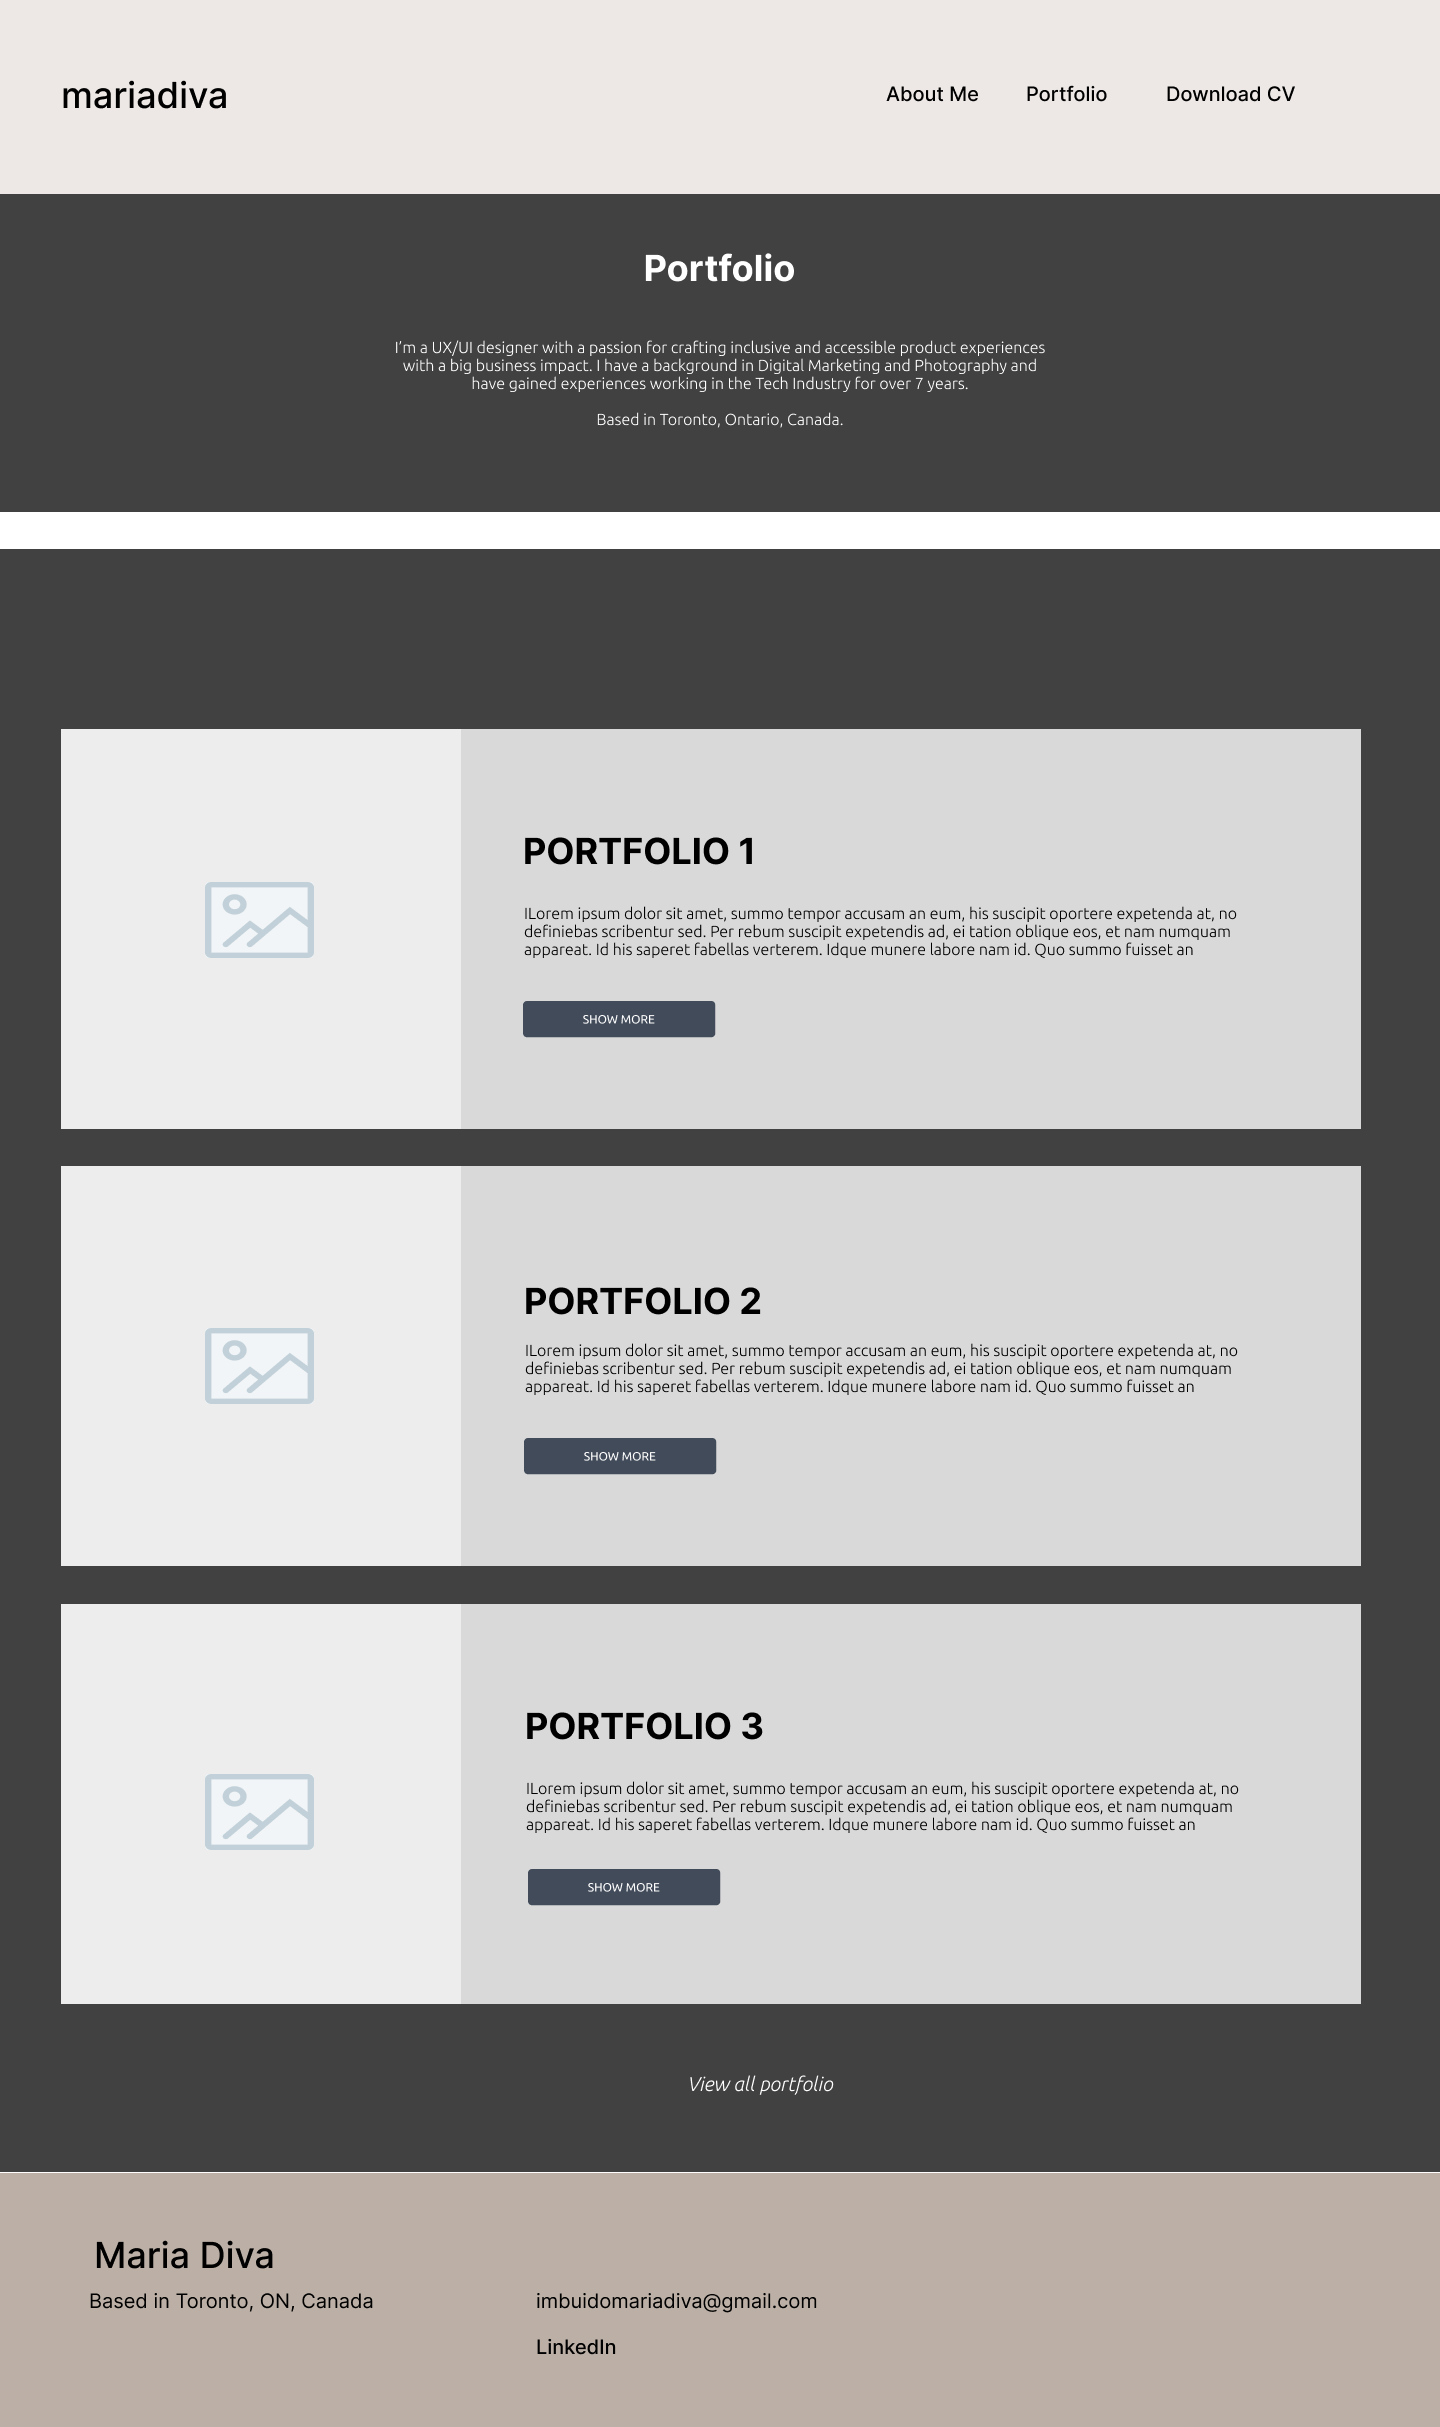 mariadiva
About Me
Portfolio
Download CV
Portfolio
I’m a UX/UI designer with a passion for crafting inclusive and accessible product experiences
with a big business impact. I have a background in Digital Marketing and Photography and
have gained experiences working in the Tech Industry for over 7 years.
Based in Toronto, Ontario, Canada.
PORTFOLIO 1
ILorem ipsum dolor sit amet, summo tempor accusam an eum, his suscipit oportere expetenda at, no
definiebas scribentur sed. Per rebum suscipit expetendis ad, ei tation oblique eos, et nam numquam
appareat. Id his saperet fabellas verterem. Idque munere labore nam id. Quo summo fuisset an
SHOW MORE
PORTFOLIO 2
ILorem ipsum dolor sit amet, summo tempor accusam an eum, his suscipit oportere expetenda at, no
definiebas scribentur sed. Per rebum suscipit expetendis ad, ei tation oblique eos, et nam numquam
appareat. Id his saperet fabellas verterem. Idque munere labore nam id. Quo summo fuisset an
SHOW MORE
PORTFOLIO 3
ILorem ipsum dolor sit amet, summo tempor accusam an eum, his suscipit oportere expetenda at, no
definiebas scribentur sed. Per rebum suscipit expetendis ad, ei tation oblique eos, et nam numquam
appareat. Id his saperet fabellas verterem. Idque munere labore nam id. Quo summo fuisset an
SHOW MORE
View all portfolio
Maria Diva
Based in Toronto, ON, Canada
imbuidomariadiva@gmail.com
LinkedIn